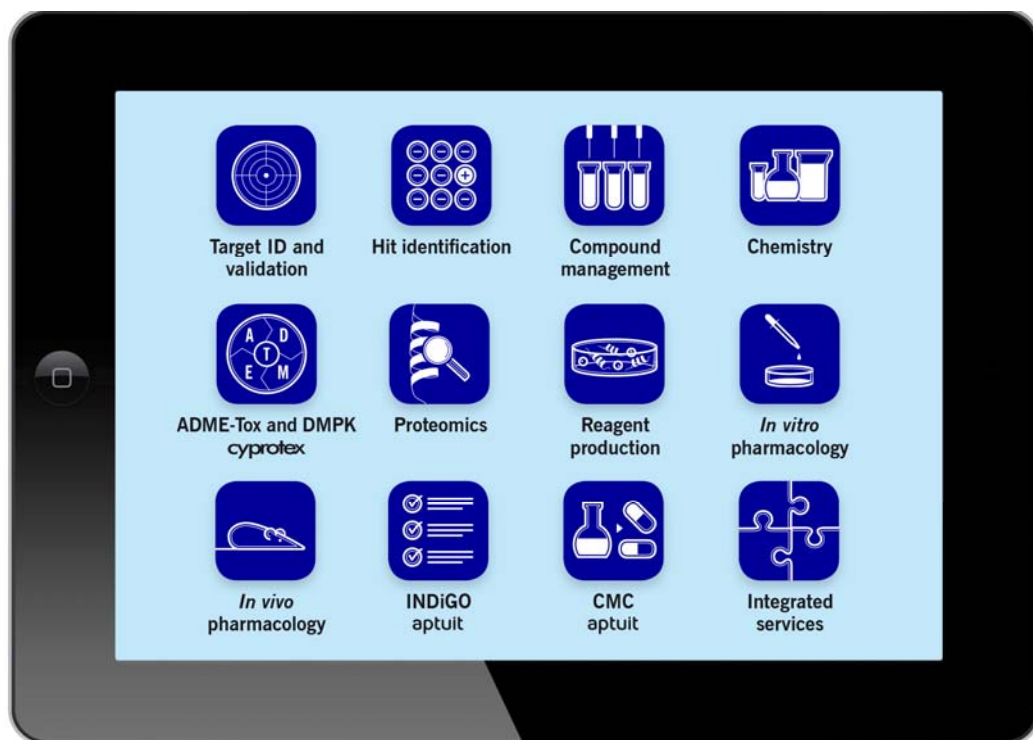 Target ID and
validation
Hit identification
Compound
management
Chemistry
A D
T
E M
ADME-Tox and DMPK
cyprotex
Proteomics
Reagent
production
In vitro
pharmacology
In vivo
pharmacology
INDiGO
aptuit
CMC
aptuit
Integrated
services